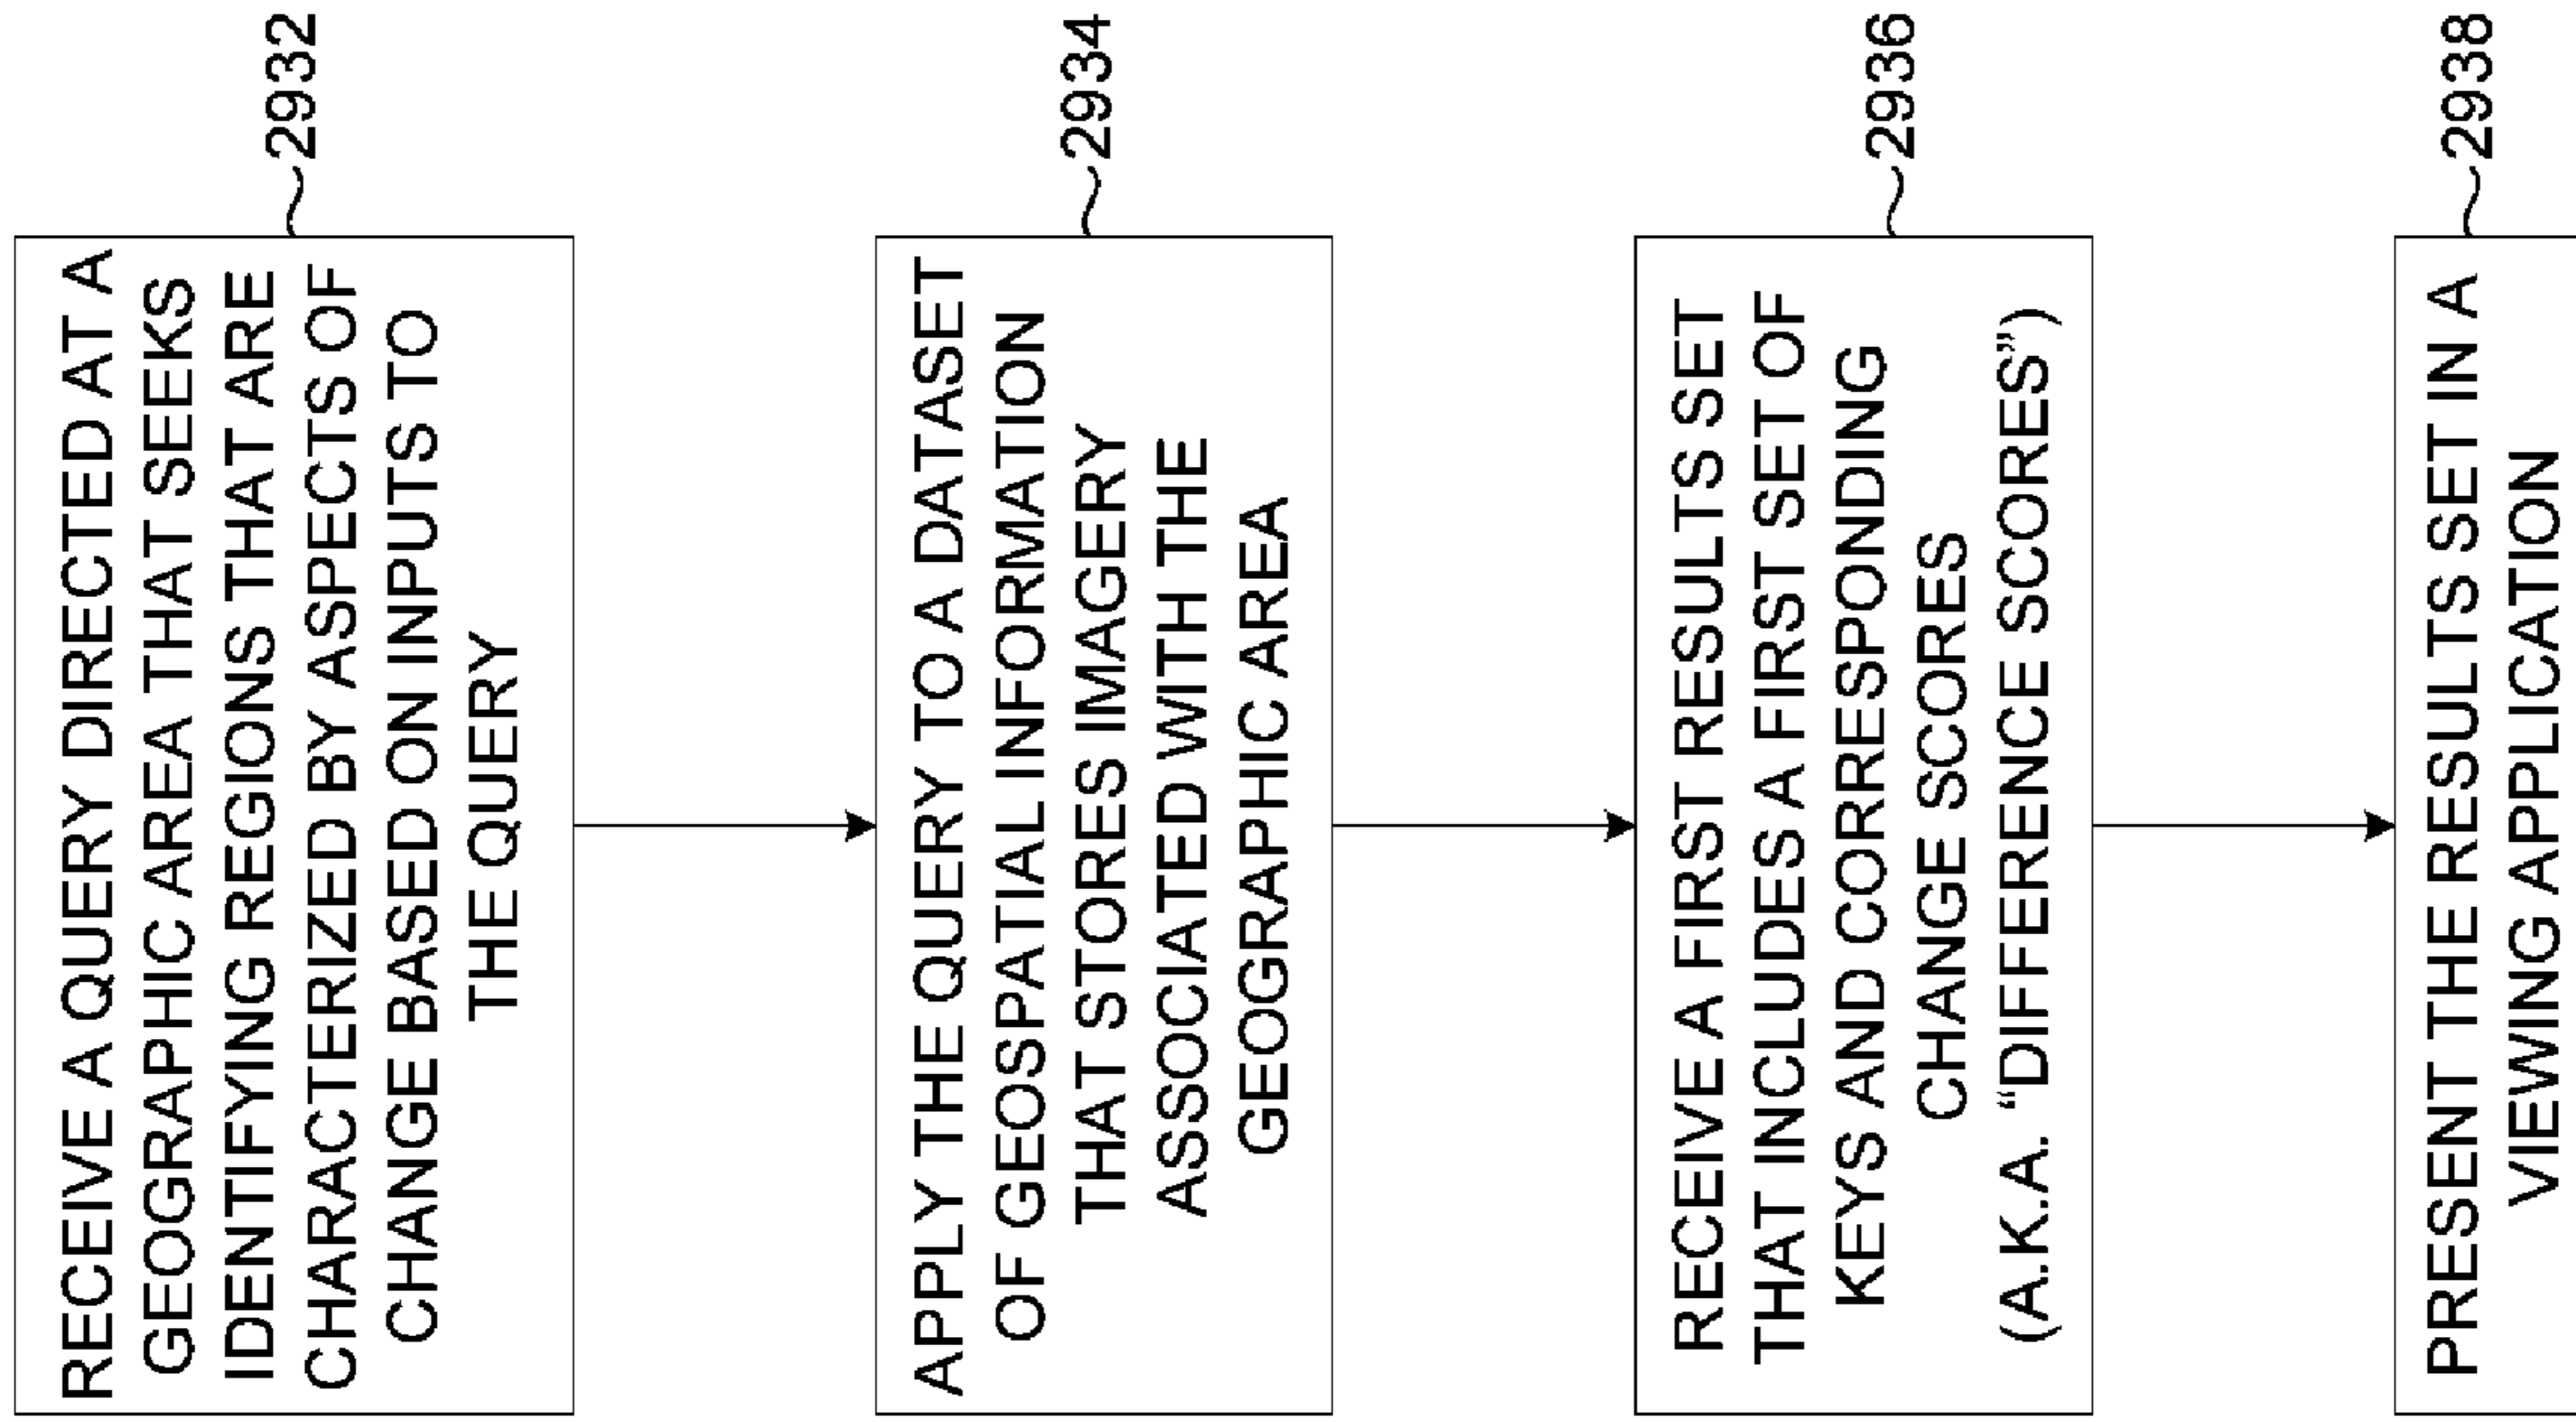 RECEIVE A QUERY DIRECTED AT A
GEOGRAPHIC AREA THAT SEEKS
IDENTIFYING REGIONS THAT ARE
CHARACTERIZED BY ASPECTS OF
CHANGE BASED ON INPUTS TO
THE QUERY
2932
APPLY THE QUERY TO A DATASET
OF GEOSPATIAL INFORMATION
THAT STORES IMAGERY
ASSOCIATED WITH THE
GEOGRAPHIC AREA
2934
RECEIVE A FIRST RESULTS SET
THAT INCLUDES A FIRST SET OF
KEYS AND CORRESPONDING
CHANGE SCORES
(A.K.A. “DIFFERENCE SCORES”)
2936
PRESENT THE RESULTS SET IN A
VIEWING APPLICATION
2938